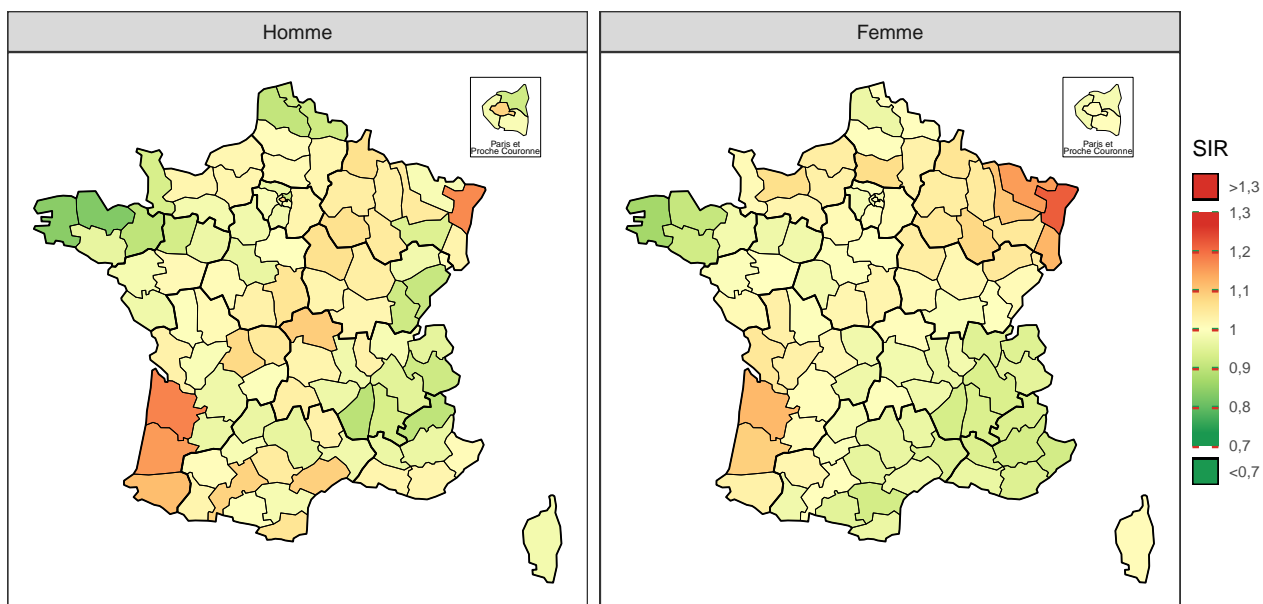 Homme
Femme
Paris et
Proche Couronne
Paris et
Proche Couronne
SIR
>1,3
1,3
1,2
1,1
1
0,9
0,8
0,7
<0,7